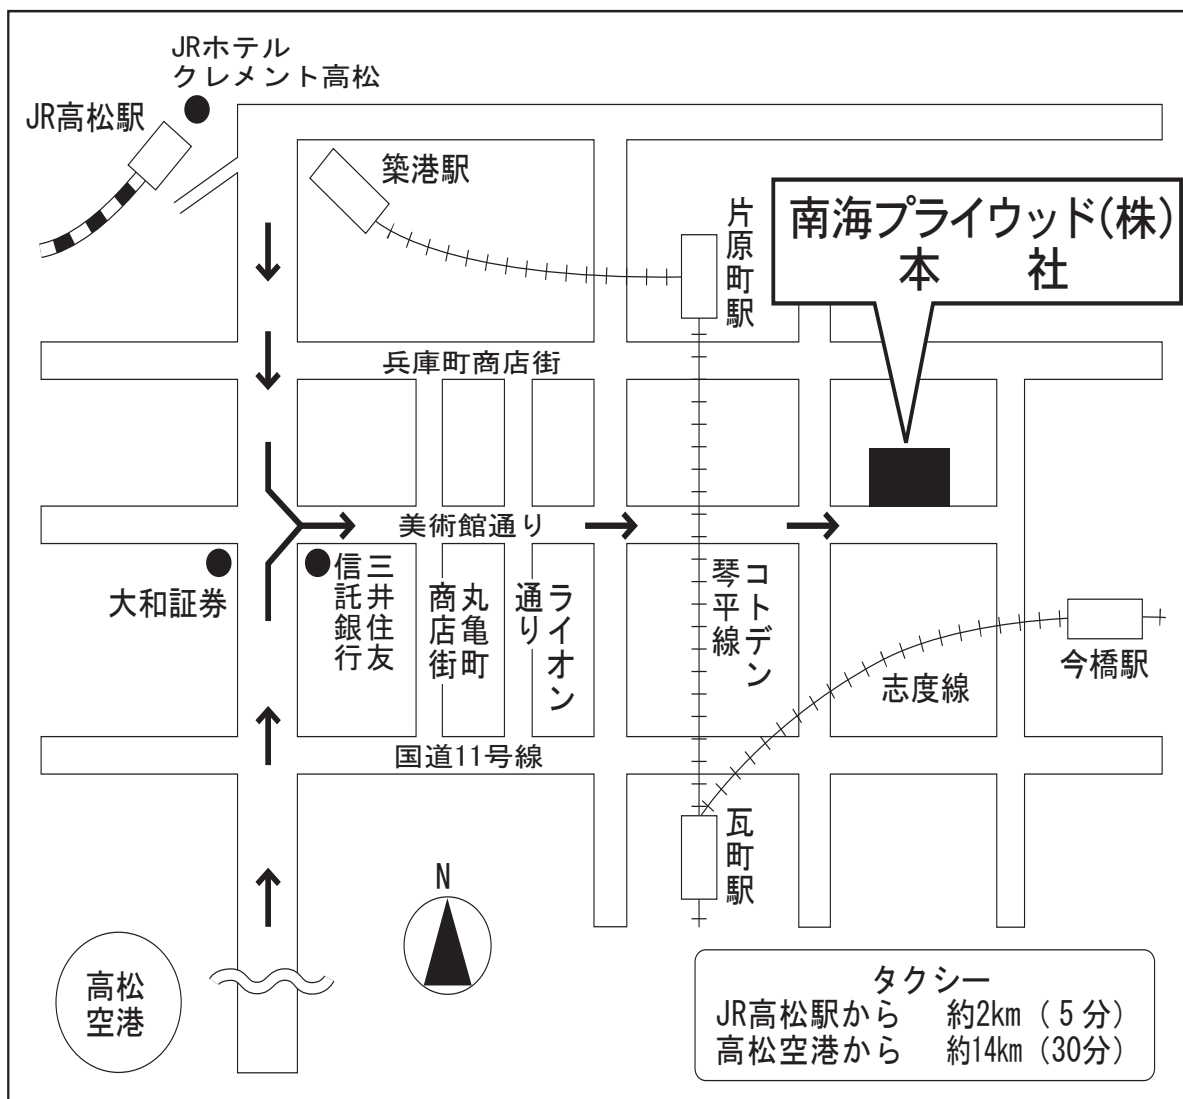 JRホテル
クレメント高松
JR高松駅
築港駅
片原町駅
南海プライウッド(株)
本　社
兵庫町商店街
美術館通り
大和証券
三井住友
信託銀行
丸亀町
商店街
ライオン
通り
コトデン
琴平線
志度線
今橋駅
国道11号線
瓦町駅
N
高松
空港
タクシー
JR高松駅から　約2km（5分）
高松空港から　約14km（30分）